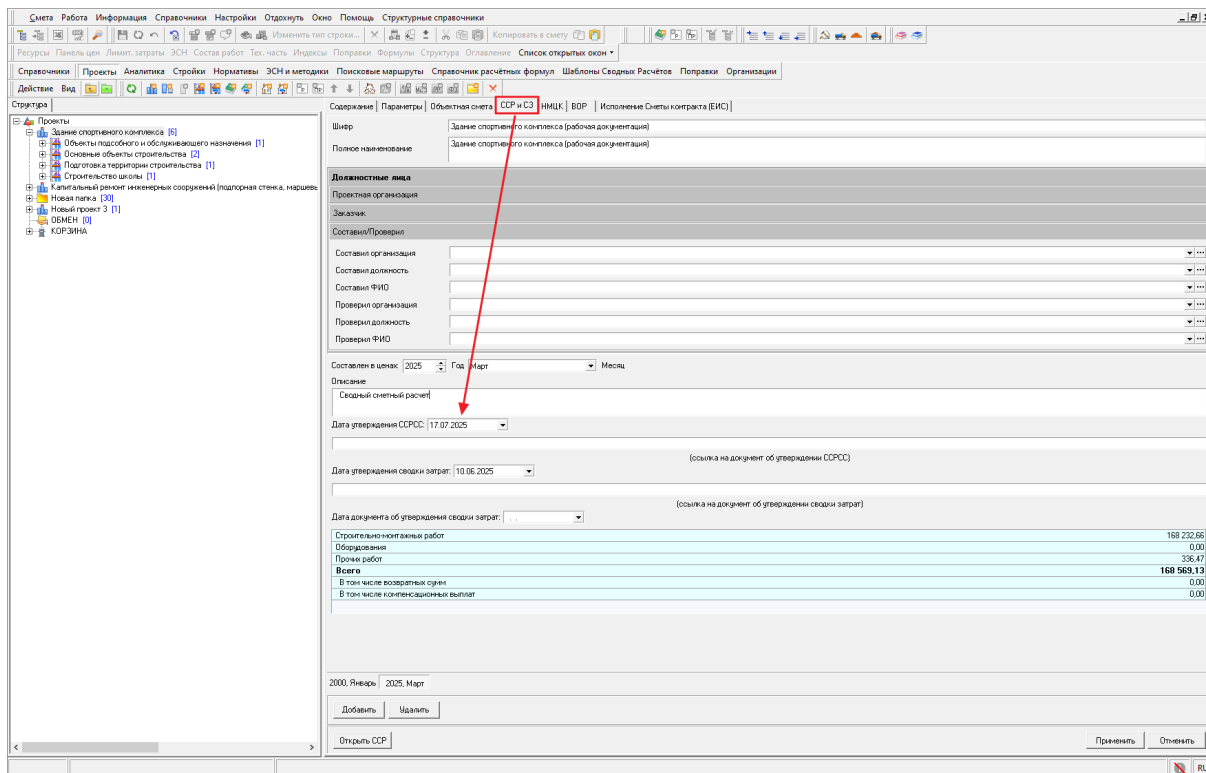 Смета Работа Информация Справочники Настройки Отдохнуть Окно Помощь Структурные справочники
Изменить тип строки... Копировать в смету
Ресурсы Панель цен Лимит. затраты ЭСН Состав работ Тех. часть Индексы Поправки Формулы Структура Оглавление Список открытых окон
Справочники Проекты Аналитика Стройки Нормативы ЭСН и методики Поисковые маршруты Справочник расчётных формул Шаблоны Сводных Расчётов Поправки Организации
Действие Вид
Структура
Проекты
Здание спортивного комплекса [6]
Объекты подсобного и обслуживающего назначения [1]
Основные объекты строительства [2]
Подготовка территории строительства [1]
Строительство школы [1]
Капитальный ремонт инженерных сооружений (подпорная стенка, маршевь
Новая папка [30]
Новый проект 3 [1]
ОБМЕН [0]
КОРЗИНА
Содержание Параметры Объектная смета ССР и СЗ НМЦК ВОР Исполнение Сметы контракта (ЕИС)
Шифр Здание спортивного комплекса (рабочая документация)
Полное наименование Здание спортивного комплекса (рабочая документация)
Должностные лица
Проектная организация
Заказчик
Составил/Проверил
Составил организация
Составил должность
Составил ФИО
Проверил организация
Проверил должность
Проверил ФИО
Составлен в ценах 2025 Год Март Месяц
Описание
Сводный сметный расчет
Дата утверждения ССРСС: 17.07.2025
(ссылка на документ об утверждении ССРСС)
Дата утверждения сводки затрат: 10.06.2025
(ссылка на документ об утверждении сводки затрат)
Дата документа об утверждения сводки затрат: . .
Строительно-монтажных работ 168 232,66
Оборудования 0,00
Прочих работ 336,47
Всего 168 569,13
В том числе возвратных сумм 0,00
В том числе компенсационных выплат 0,00
2000, Январь 2025, Март
Добавить Удалить
Открыть ССР Применить Отменить
RU